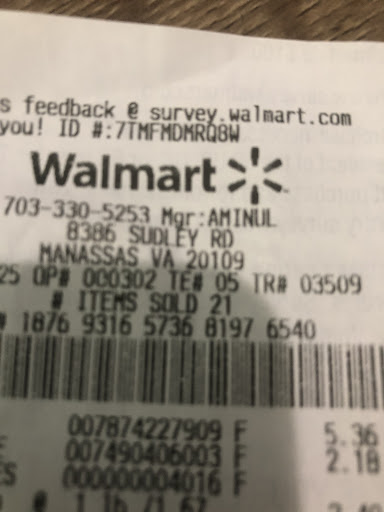 s feedback @ survey.walmart.com
you! ID #:7TMFMDMRQ8W
Walmart
703-330-5253 Mgr:AMINUL
8386 SUDLEY RD
MANASSAS VA 20109
25 OP# 000302 TE# 05 TR# 03509
# ITEMS SOLD 21
# 1876 9316 5736 8197 6540
007874227909 F 5.36
007490406003 F 2.18
ES 000000004016 F